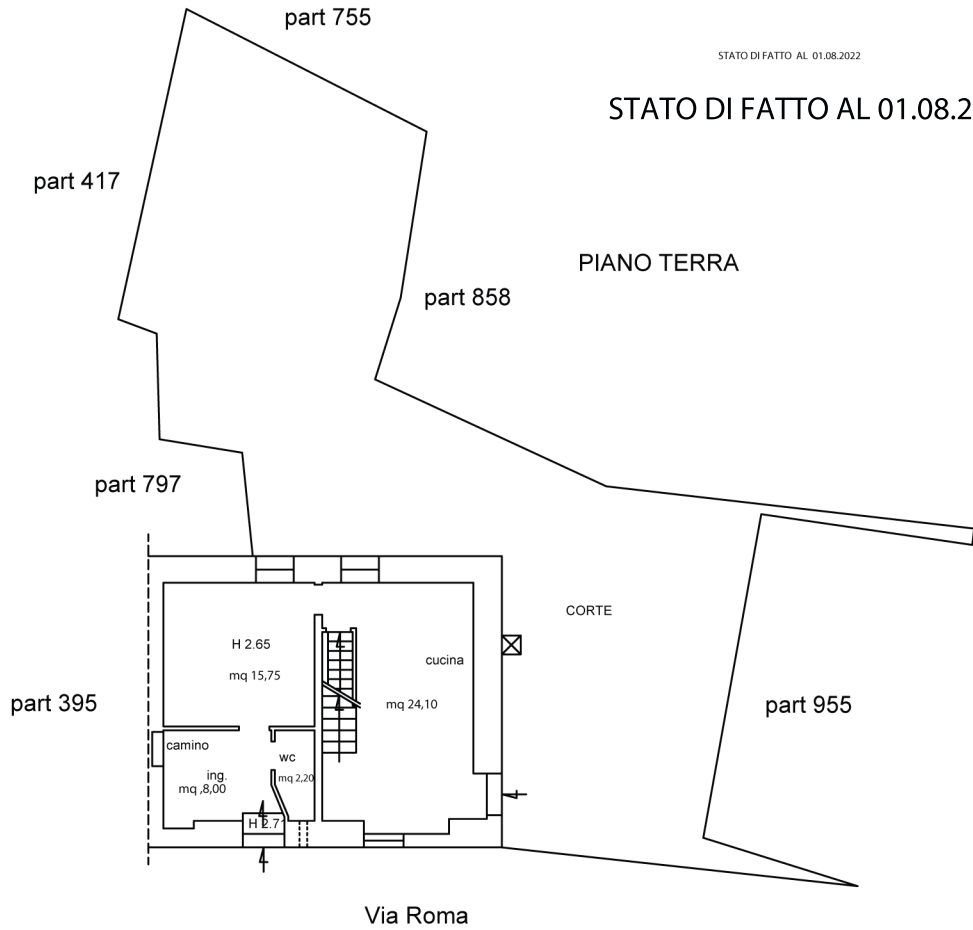 part 755
STATO DI FATTO AL 01.08.2022
STATO DI FATTO AL 01.08.2
part 417
PIANO TERRA
part 858
part 797
CORTE
H 2.65
cucina
mq 15,75
mq 24,10
part 395
part 955
camino
wc
ing.
mq 2,20
mq ,8,00
H 2.71
Via Roma